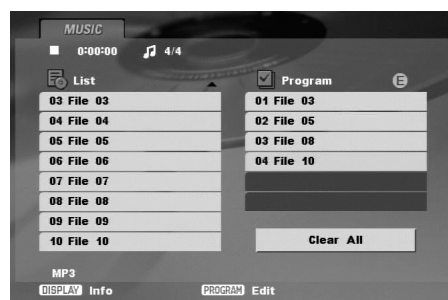 MUSIC
0:00:00 4/4
List
03 File 03
04 File 04
05 File 05
06 File 06
07 File 07
08 File 08
09 File 09
10 File 10
Program E
01 File 03
02 File 05
03 File 08
04 File 10
Clear All
MP3
DISPLAY Info PROGRAM Edit